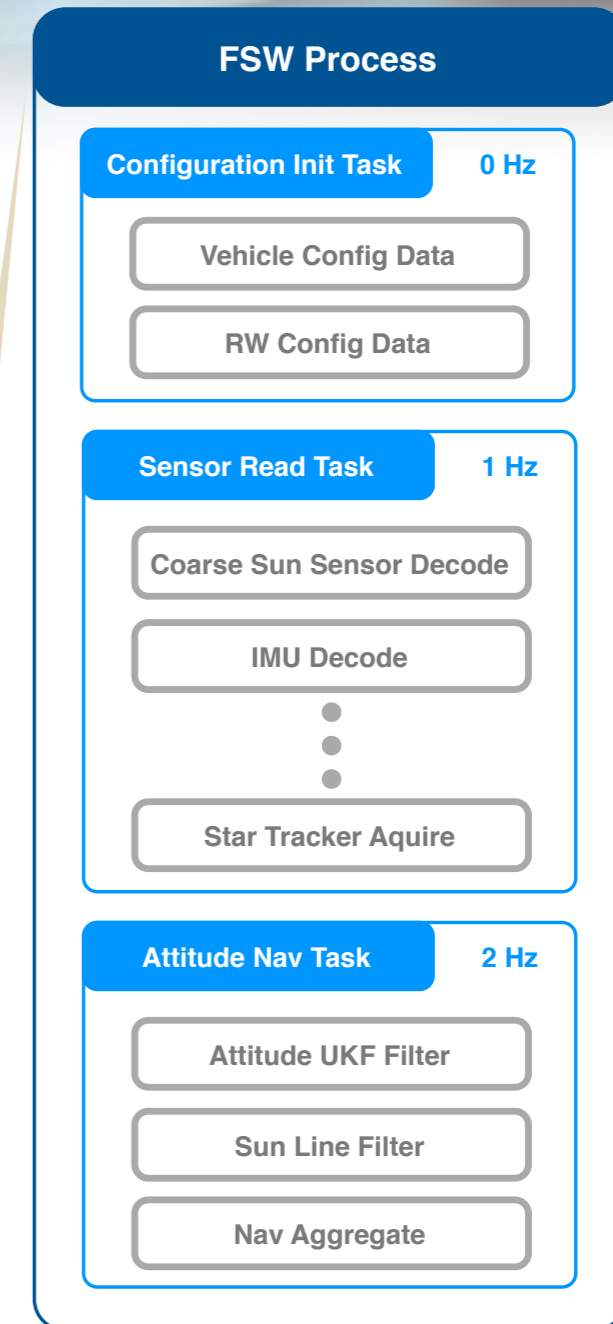 FSW Process
Configuration Init Task 0 Hz
Vehicle Config Data
RW Config Data
Sensor Read Task 1 Hz
Coarse Sun Sensor Decode
IMU Decode
Star Tracker Aquire
Attitude Nav Task 2 Hz
Attitude UKF Filter
Sun Line Filter
Nav Aggregate